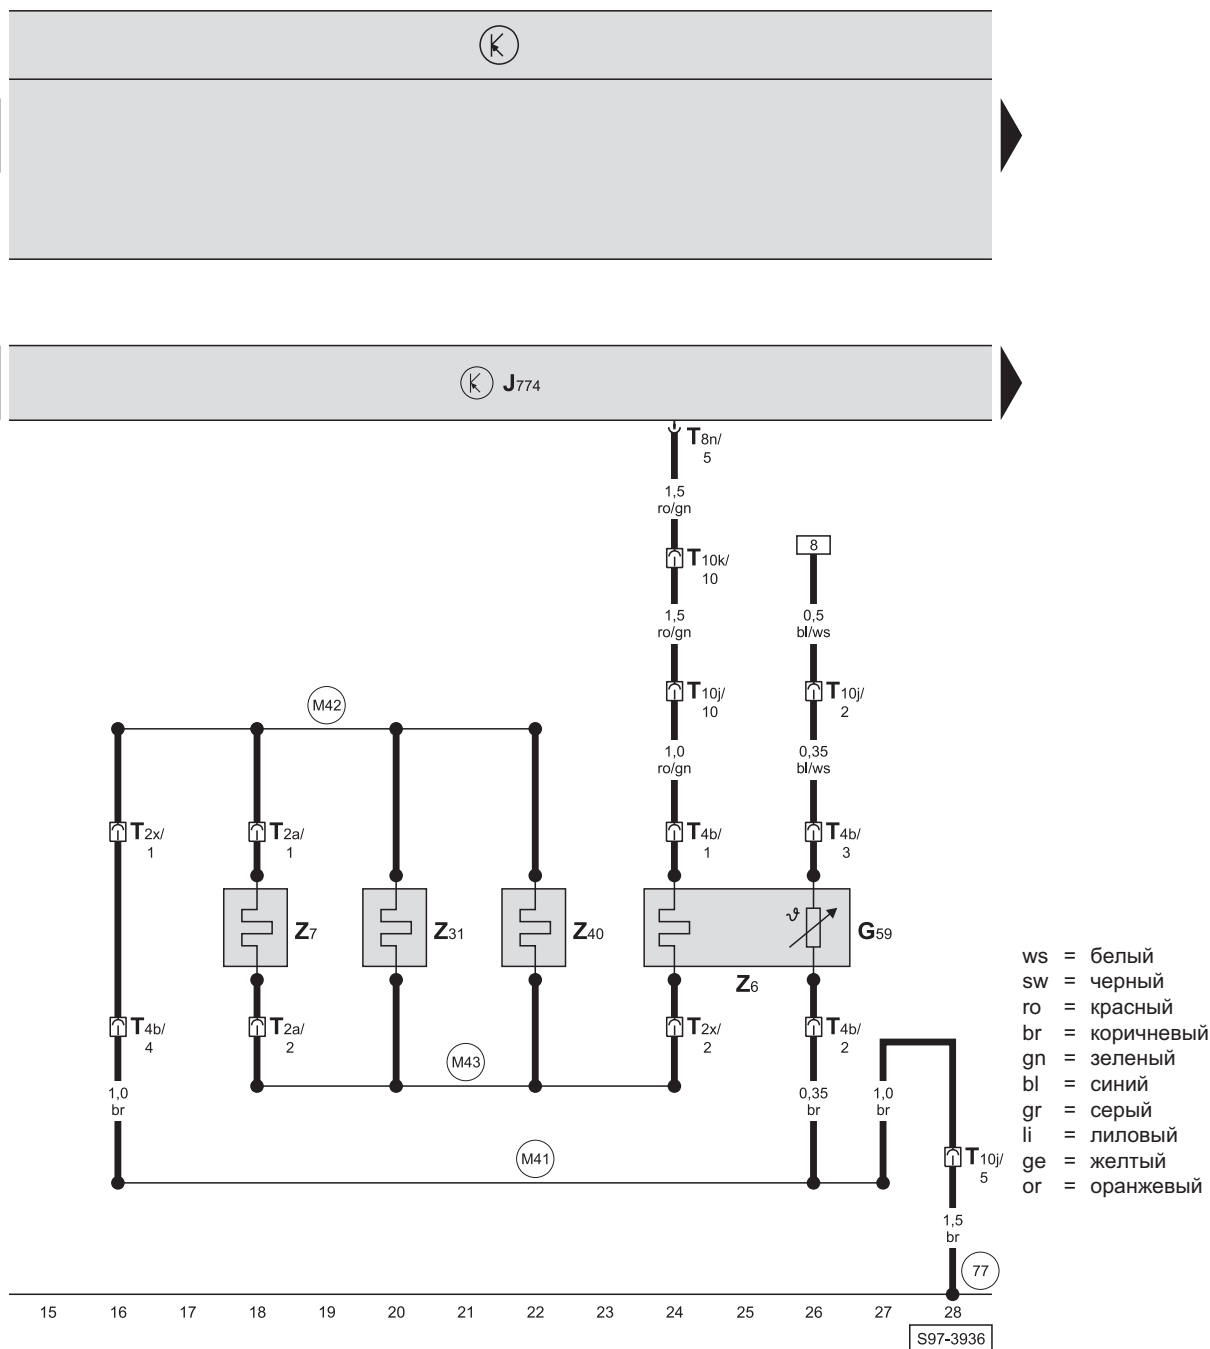 J774
T8n/
5
1,5
ro/gn
T10k/
10
8
1,5
ro/gn
0,5
bl/ws
T10j/
10
T10j/
2
M42
1,0
ro/gn
0,35
bl/ws
T2x/
1
T2a/
1
T4b/
1
T4b/
3
Z7
Z31
Z40
G59
Z6
T4b/
4
T2a/
2
T2x/
2
T4b/
2
M43
1,0
br
0,35
br
1,0
br
M41
T10j/
5
1,5
br
77
ws = белый
sw = черный
ro = красный
br = коричневый
gn = зеленый
bl = синий
gr = серый
li = лиловый
ge = желтый
or = оранжевый
15 16 17 18 19 20 21 22 23 24 25 26 27 28
S97-3936